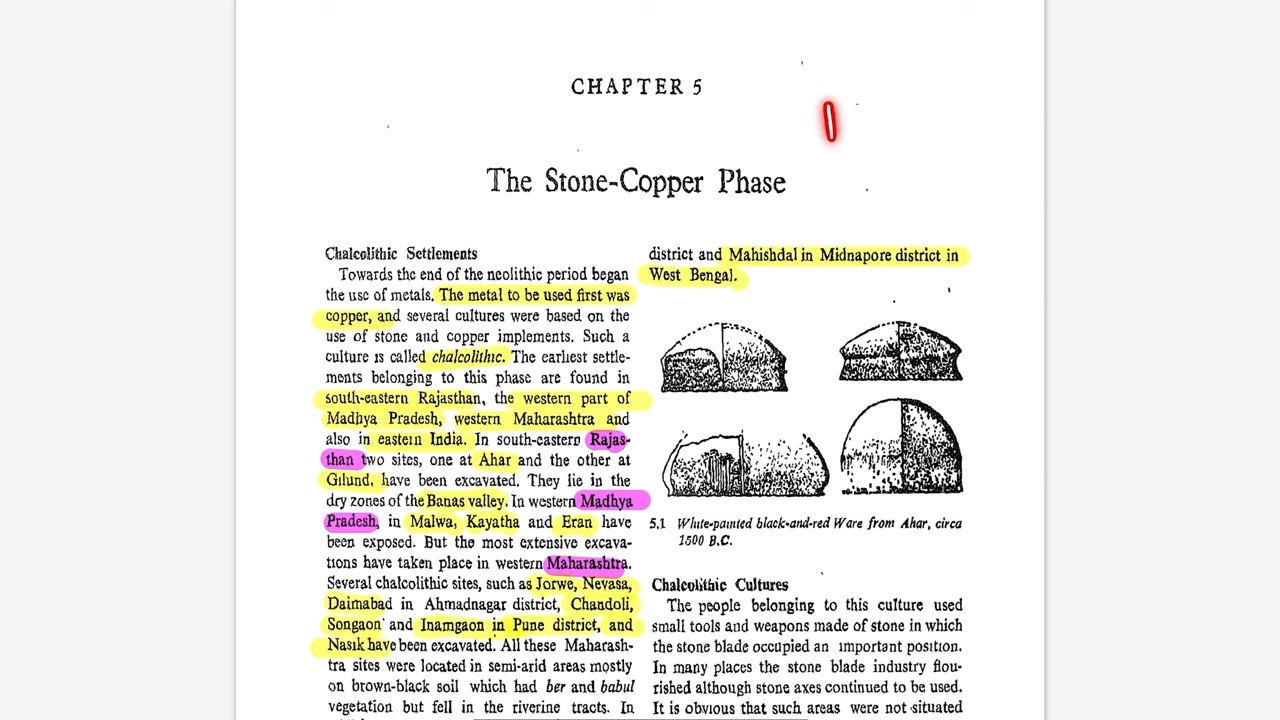 CHAPTER 5
The Stone-Copper Phase
Chalcolithic Settlements
Towards the end of the neolithic period began
the use of metals. The metal to be used first was
copper, and several cultures were based on the
use of stone and copper implements. Such a
culture is called chalcolithic. The earliest settle-
ments belonging to this phase are found in
south-eastern Rajasthan, the western part of
Madhya Pradesh, western Maharashtra and
also in eastern India. In south-eastern Rajas-
than two sites, one at Ahar and the other at
Gilund, have been excavated. They lie in the
dry zones of the Banas valley. In western Madhya
Pradesh, in Malwa, Kayatha and Eran have
been exposed. But the most extensive excava-
tions have taken place in western Maharashtra.
Several chalcolithic sites, such as Jorwe, Nevasa,
Daimabad in Ahmadnagar district, Chandoli,
Songaon and Inamgaon in Pune district, and
Nasik have been excavated. All these Maharash-
tra sites were located in semi-arid areas mostly
on brown-black soil which had ber and babul
vegetation but fell in the riverine tracts. In
district and Mahishdal in Midnapore district in
West Bengal.
5.1 White-painted black-and-red Ware from Ahar, circa
1500 B.C.
Chalcolithic Cultures
The people belonging to this culture used
small tools and weapons made of stone in which
the stone blade occupied an important position.
In many places the stone blade industry flou-
rished although stone axes continued to be used.
It is obvious that such areas were not situated